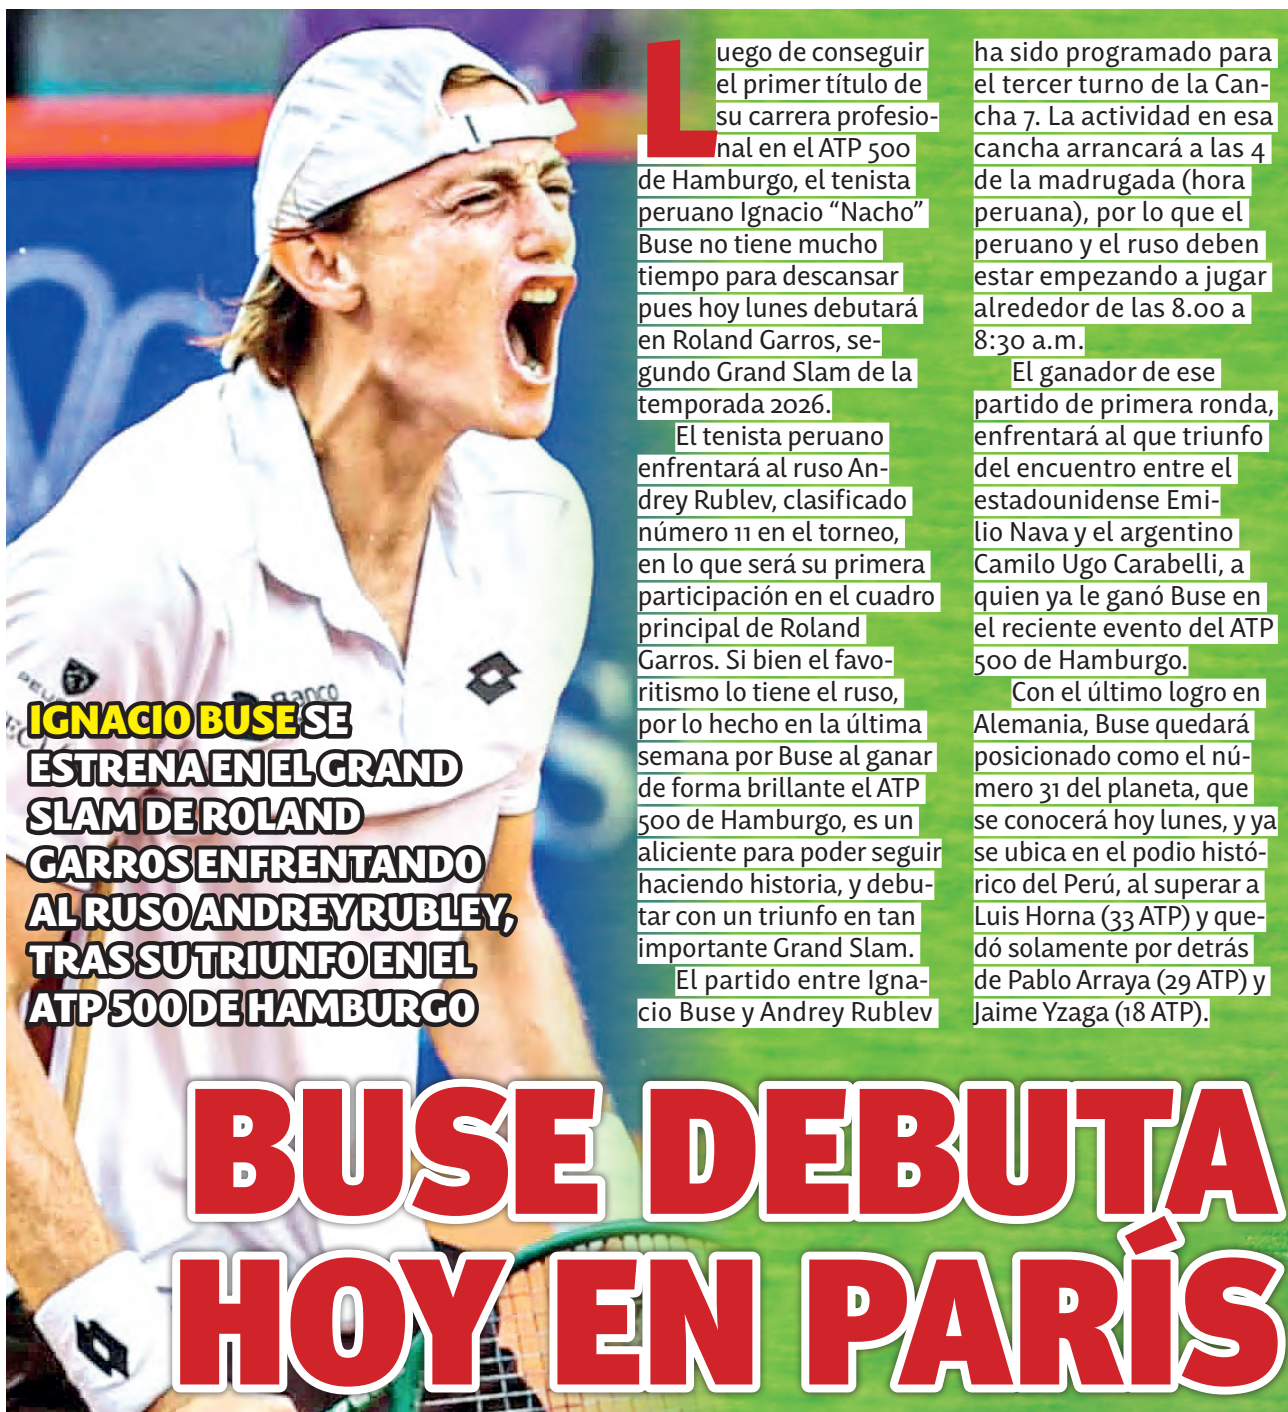 Luego de conseguir
el primer título de
su carrera profesio-
nal en el ATP 500
de Hamburgo, el tenista
peruano Ignacio “Nacho”
Buse no tiene mucho
tiempo para descansar
pues hoy lunes debutará
en Roland Garros, se-
gundo Grand Slam de la
temporada 2026.
El tenista peruano
enfrentará al ruso An-
drey Rublev, clasificado
número 11 en el torneo,
en lo que será su primera
participación en el cuadro
principal de Roland
Garros. Si bien el favo-
ritismo lo tiene el ruso,
por lo hecho en la última
semana por Buse al ganar
de forma brillante el ATP
500 de Hamburgo, es un
aliciente para poder seguir
haciendo historia, y debu-
tar con un triunfo en tan
importante Grand Slam.
El partido entre Igna-
cio Buse y Andrey Rublev
ha sido programado para
el tercer turno de la Can-
cha 7. La actividad en esa
cancha arrancará a las 4
de la madrugada (hora
peruana), por lo que el
peruano y el ruso deben
estar empezando a jugar
alrededor de las 8.00 a
8:30 a.m.
El ganador de ese
partido de primera ronda,
enfrentará al que triunfo
del encuentro entre el
estadounidense Emi-
lio Nava y el argentino
Camilo Ugo Carabelli, a
quien ya le ganó Buse en
el reciente evento del ATP
500 de Hamburgo.
Con el último logro en
Alemania, Buse quedará
posicionado como el nú-
mero 31 del planeta, que
se conocerá hoy lunes, y ya
se ubica en el podio histó-
rico del Perú, al superar a
Luis Horna (33 ATP) y que-
dó solamente por detrás
de Pablo Arraya (29 ATP) y
Jaime Yzaga (18 ATP).
IGNACIO BUSE SE
ESTRENA EN EL GRAND
SLAM DE ROLAND
GARROS ENFRENTANDO
AL RUSO ANDREY RUBLEY,
TRAS SU TRIUNFO EN EL
ATP 500 DE HAMBURGO
BUSE DEBUTA
HOY EN PARÍS